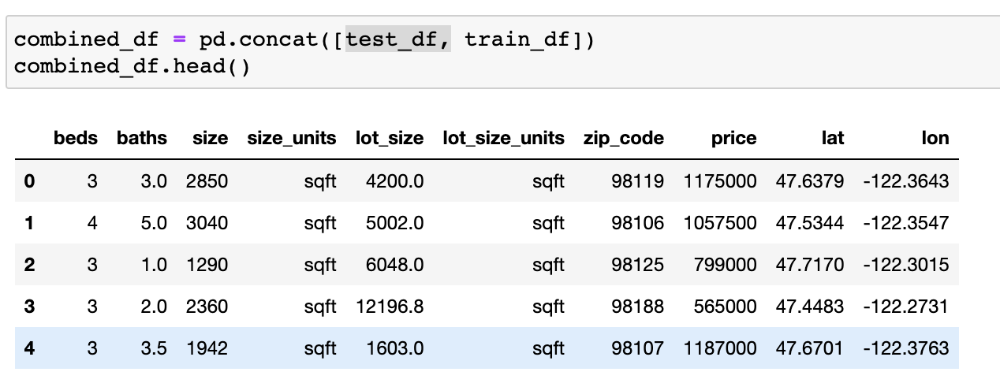 combined_df = pd.concat([test_df, train_df])
combined_df.head()
beds baths size size_units lot_size lot_size_units zip_code price lat lon
0 3 3.0 2850 sqft 4200.0 sqft 98119 1175000 47.6379 -122.3643
1 4 5.0 3040 sqft 5002.0 sqft 98106 1057500 47.5344 -122.3547
2 3 1.0 1290 sqft 6048.0 sqft 98125 799000 47.7170 -122.3015
3 3 2.0 2360 sqft 12196.8 sqft 98188 565000 47.4483 -122.2731
4 3 3.5 1942 sqft 1603.0 sqft 98107 1187000 47.6701 -122.3763